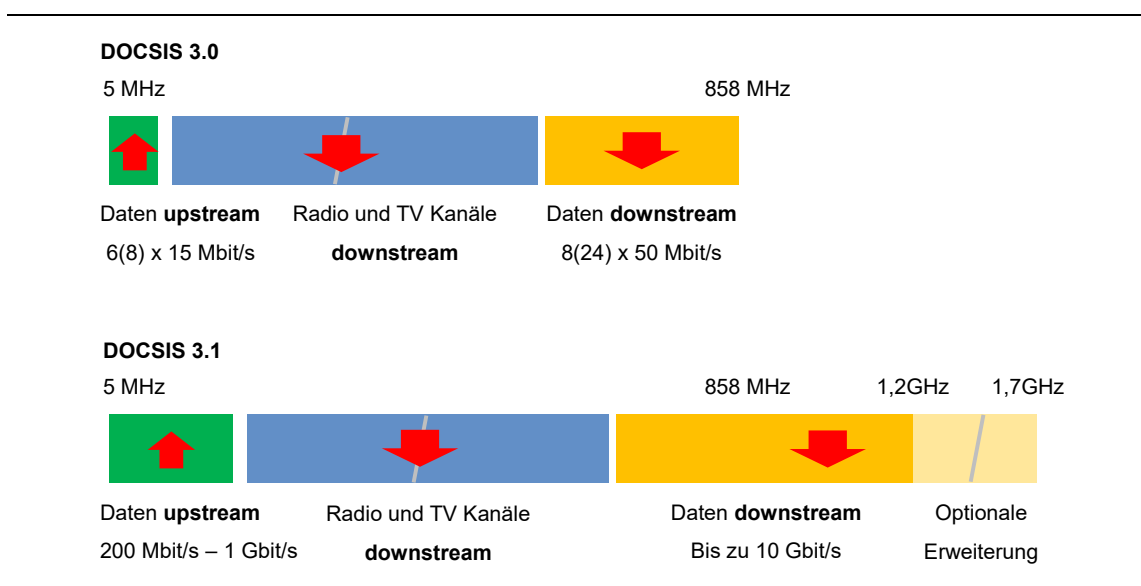 DOCSIS 3.0
5 MHz 858 MHz
Daten upstream Radio und TV Kanäle Daten downstream
6(8) x 15 Mbit/s downstream 8(24) x 50 Mbit/s
DOCSIS 3.1
5 MHz 858 MHz 1,2GHz 1,7GHz
Daten upstream Radio und TV Kanäle Daten downstream Optionale
200 Mbit/s – 1 Gbit/s downstream Bis zu 10 Gbit/s Erweiterung